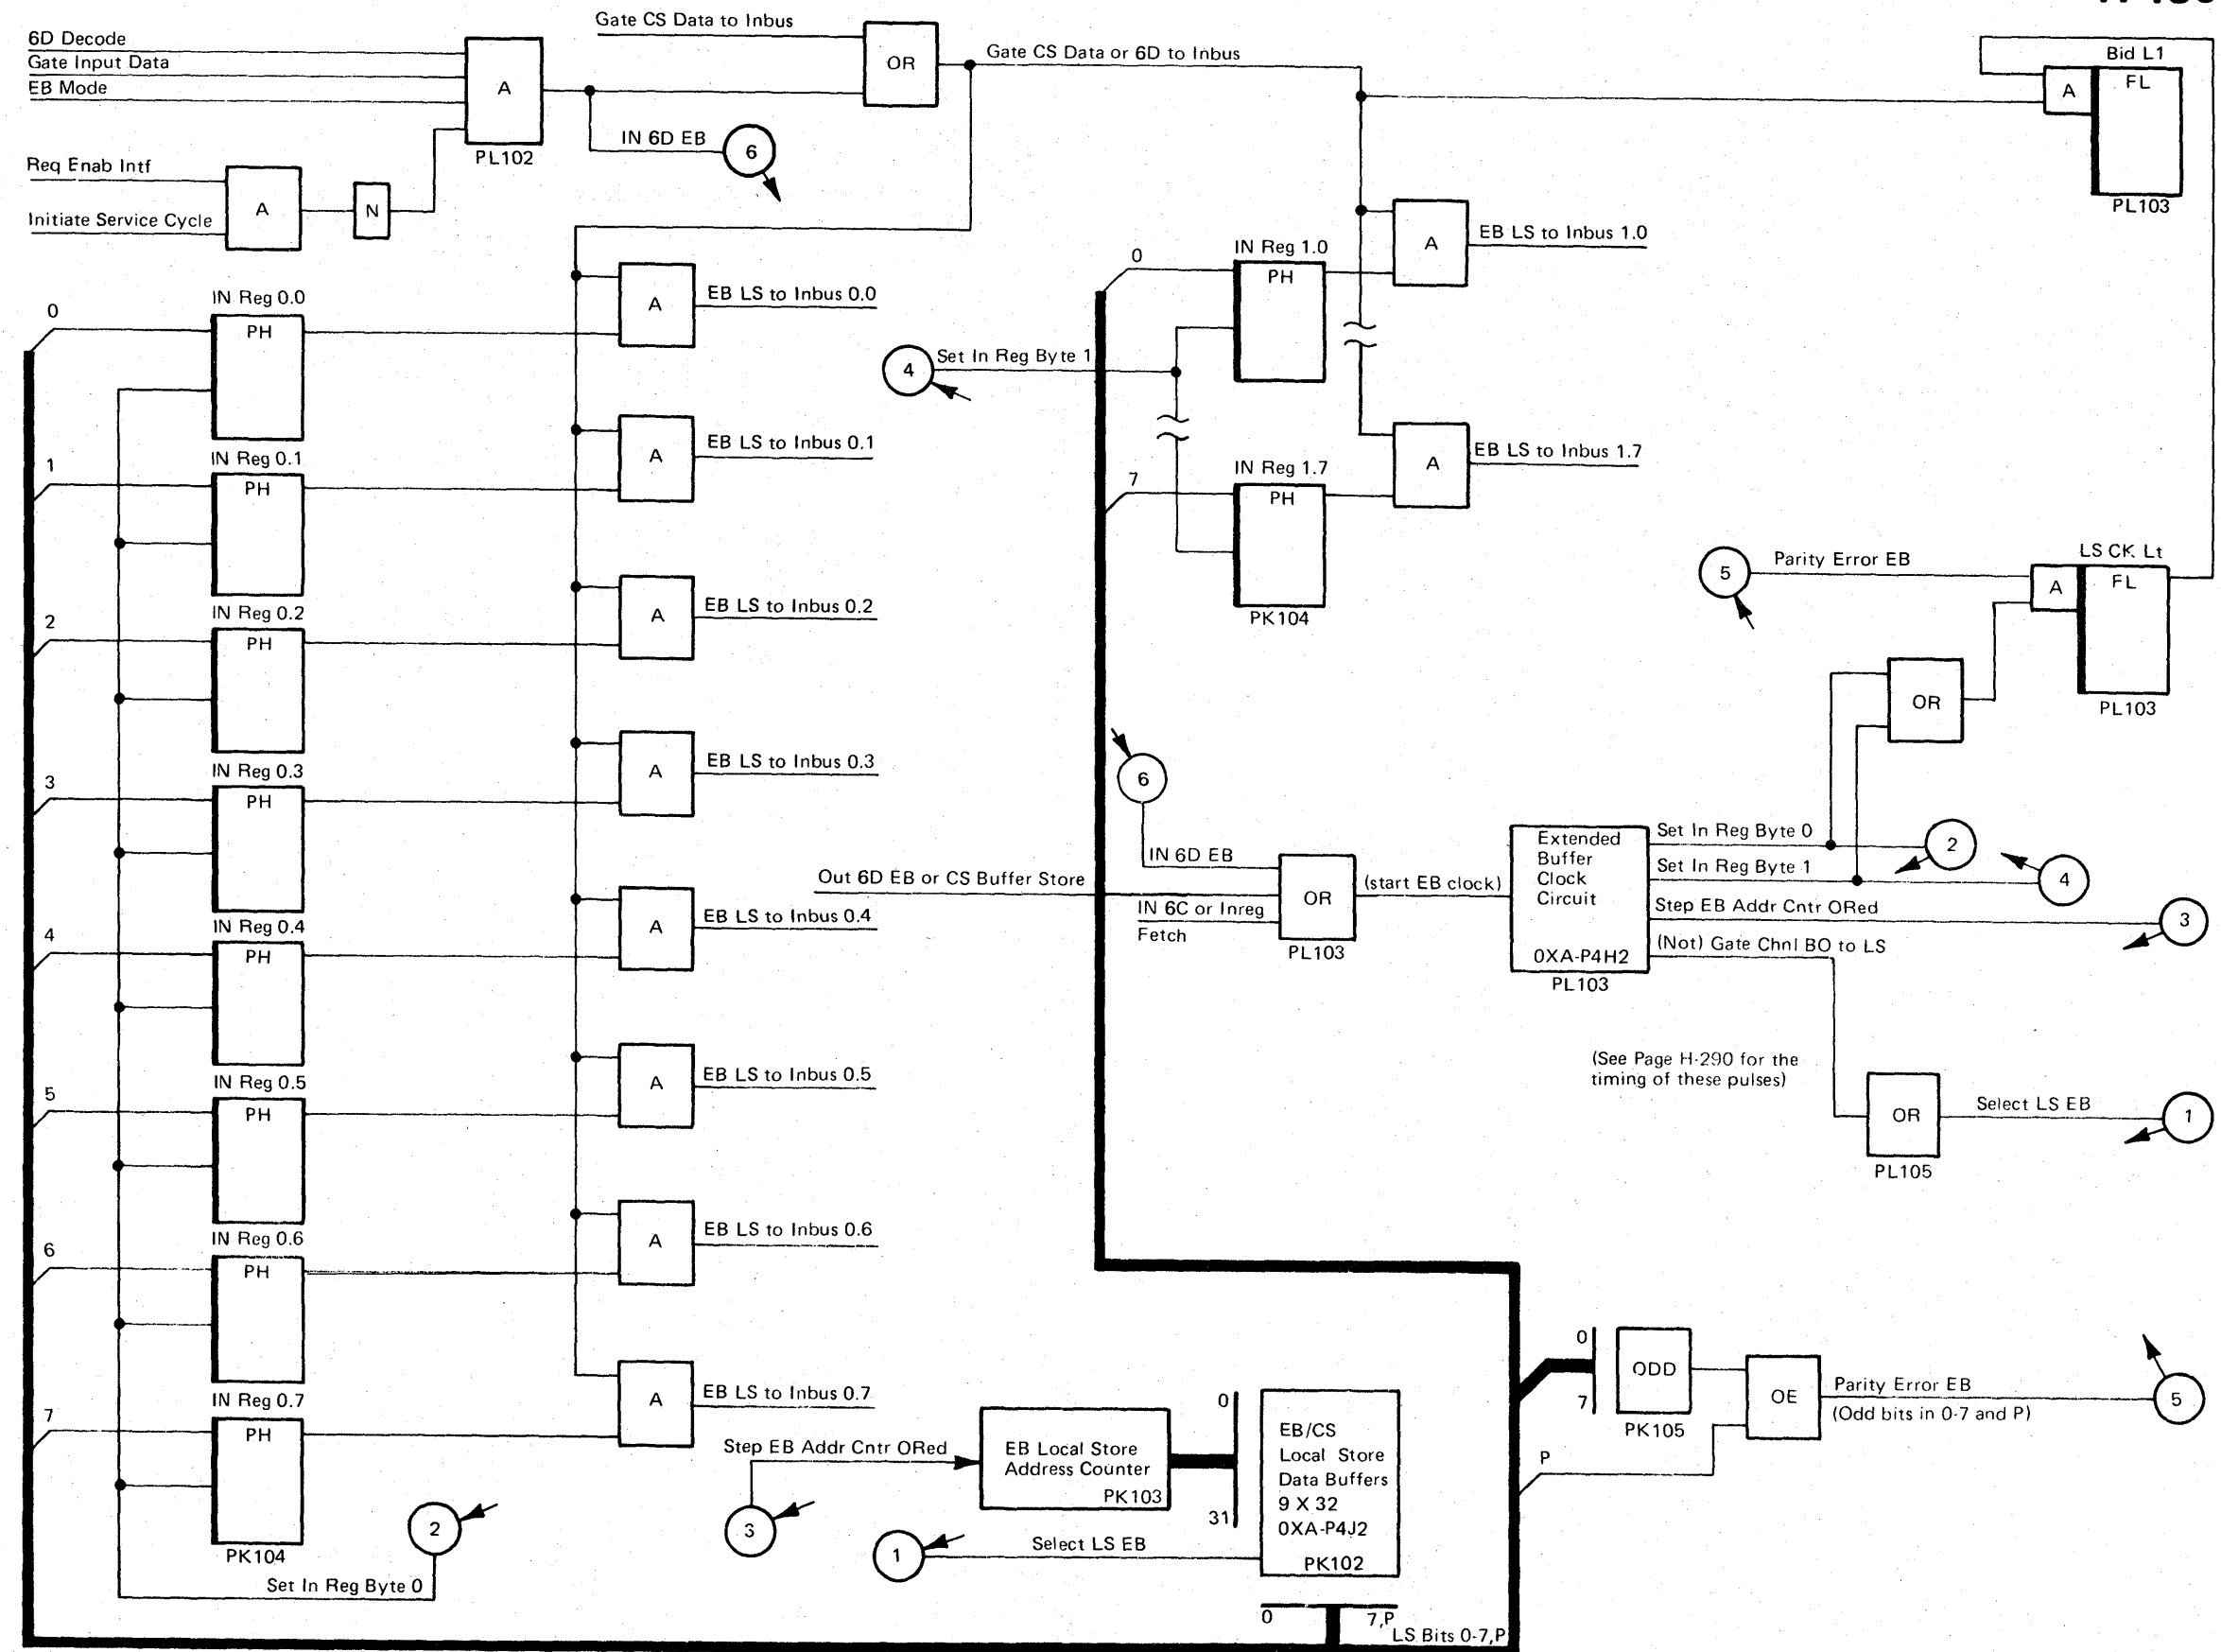 6D Decode
Gate Input Data
EB Mode
A
PL102
Gate CS Data to Inbus
OR
Gate CS Data or 6D to Inbus
IN 6D EB
6
Req Enab Intf
Initiate Service Cycle
A
N
Bid L1
A
FL
PL103
0
IN Reg 0.0
PH
A
EB LS to Inbus 0.0
1
IN Reg 0.1
PH
A
EB LS to Inbus 0.1
2
IN Reg 0.2
PH
A
EB LS to Inbus 0.2
3
IN Reg 0.3
PH
A
EB LS to Inbus 0.3
4
IN Reg 0.4
PH
A
EB LS to Inbus 0.4
5
IN Reg 0.5
PH
A
EB LS to Inbus 0.5
6
IN Reg 0.6
PH
A
EB LS to Inbus 0.6
7
IN Reg 0.7
PH
A
EB LS to Inbus 0.7
PK104
2
Set In Reg Byte 0
0
IN Reg 1.0
PH
A
EB LS to Inbus 1.0
4
Set In Reg Byte 1
7
IN Reg 1.7
PH
A
EB LS to Inbus 1.7
PK104
5
Parity Error EB
LS CK Lt
A
FL
PL103
OR
6
IN 6D EB
Out 6D EB or CS Buffer Store
IN 6C or Inreg
Fetch
OR
PL103
(start EB clock)
Extended
Buffer
Clock
Circuit
0XA-P4H2
PL103
Set In Reg Byte 0
2
Set In Reg Byte 1
4
Step EB Addr Cntr ORed
3
(Not) Gate Chnl BO to LS
(See Page H-290 for the
timing of these pulses)
OR
PL105
Select LS EB
1
Step EB Addr Cntr ORed
3
EB Local Store
Address Counter
PK103
0
31
1
Select LS EB
EB/CS
Local Store
Data Buffers
9 X 32
0XA-P4J2
PK102
0
7,P
LS Bits 0-7,P
0
7
ODD
PK105
P
OE
Parity Error EB
(Odd bits in 0-7 and P)
5